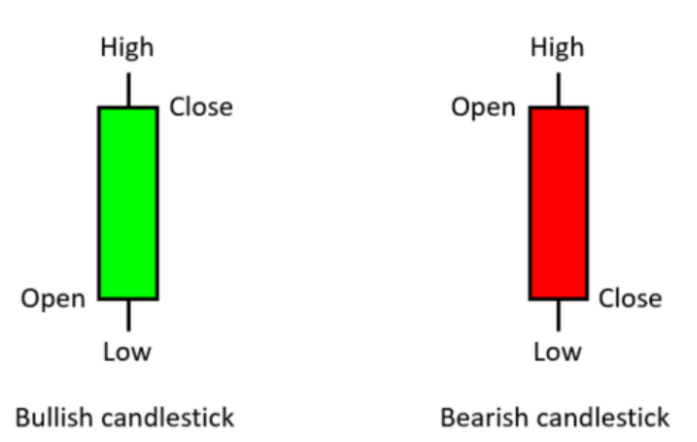 High
Close
Open
Low
Bullish candlestick
High
Open
Close
Low
Bearish candlestick